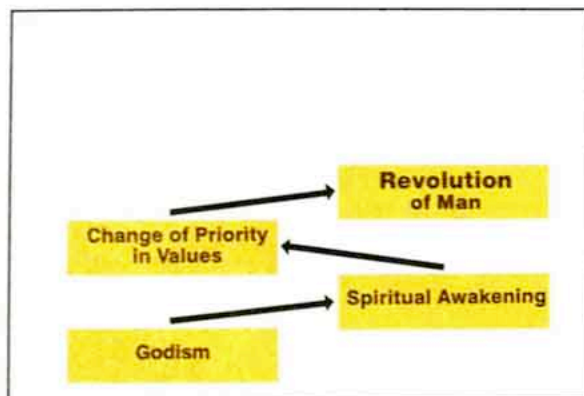 Revolution
of Man
Change of Priority
in Values
Spiritual Awakening
Godism